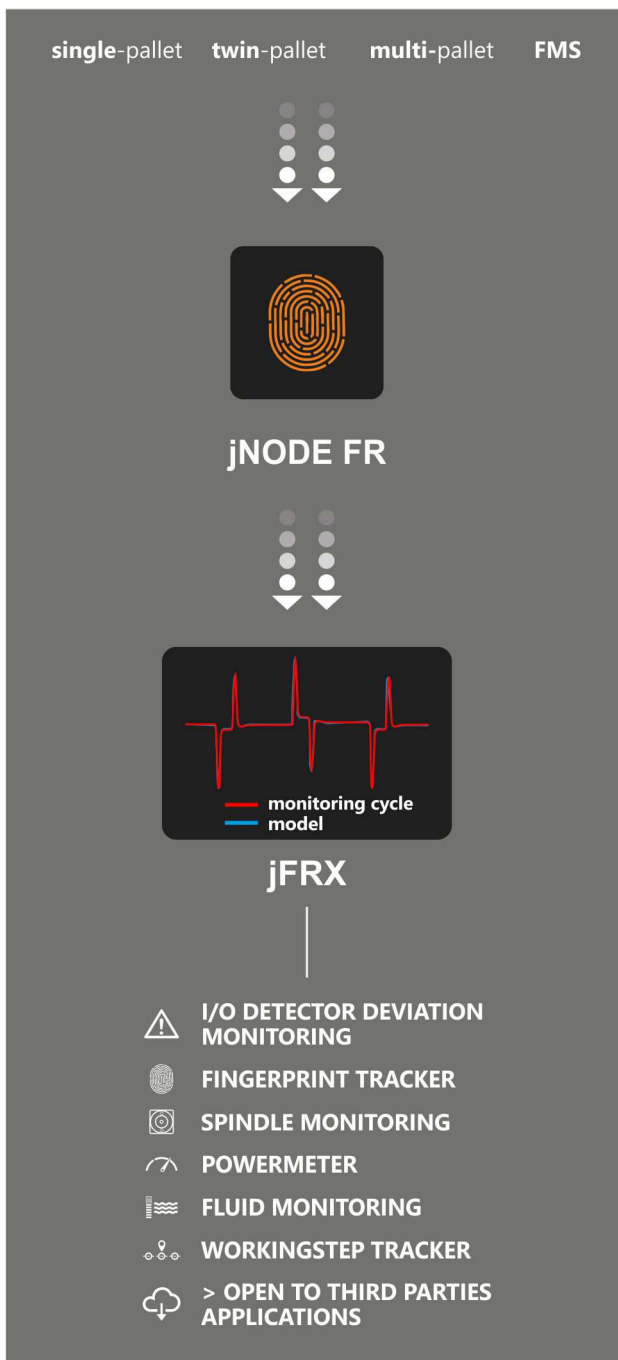 single-pallet twin-pallet multi-pallet FMS
jNODE FR
monitoring cycle
model
jFRX
I/O DETECTOR DEVIATION
MONITORING
FINGERPRINT TRACKER
SPINDLE MONITORING
POWERMETER
FLUID MONITORING
WORKINGSTEP TRACKER
> OPEN TO THIRD PARTIES
APPLICATIONS